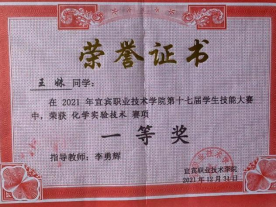 荣誉证书
王姝 同学：
在 2021 年宜宾职业技术学院第十七届学生技能大赛
中，荣获 化学实验技术 赛项
一等奖
指导教师：李勇辉
宜宾职业技术学院
2021 年 12 月 31 日